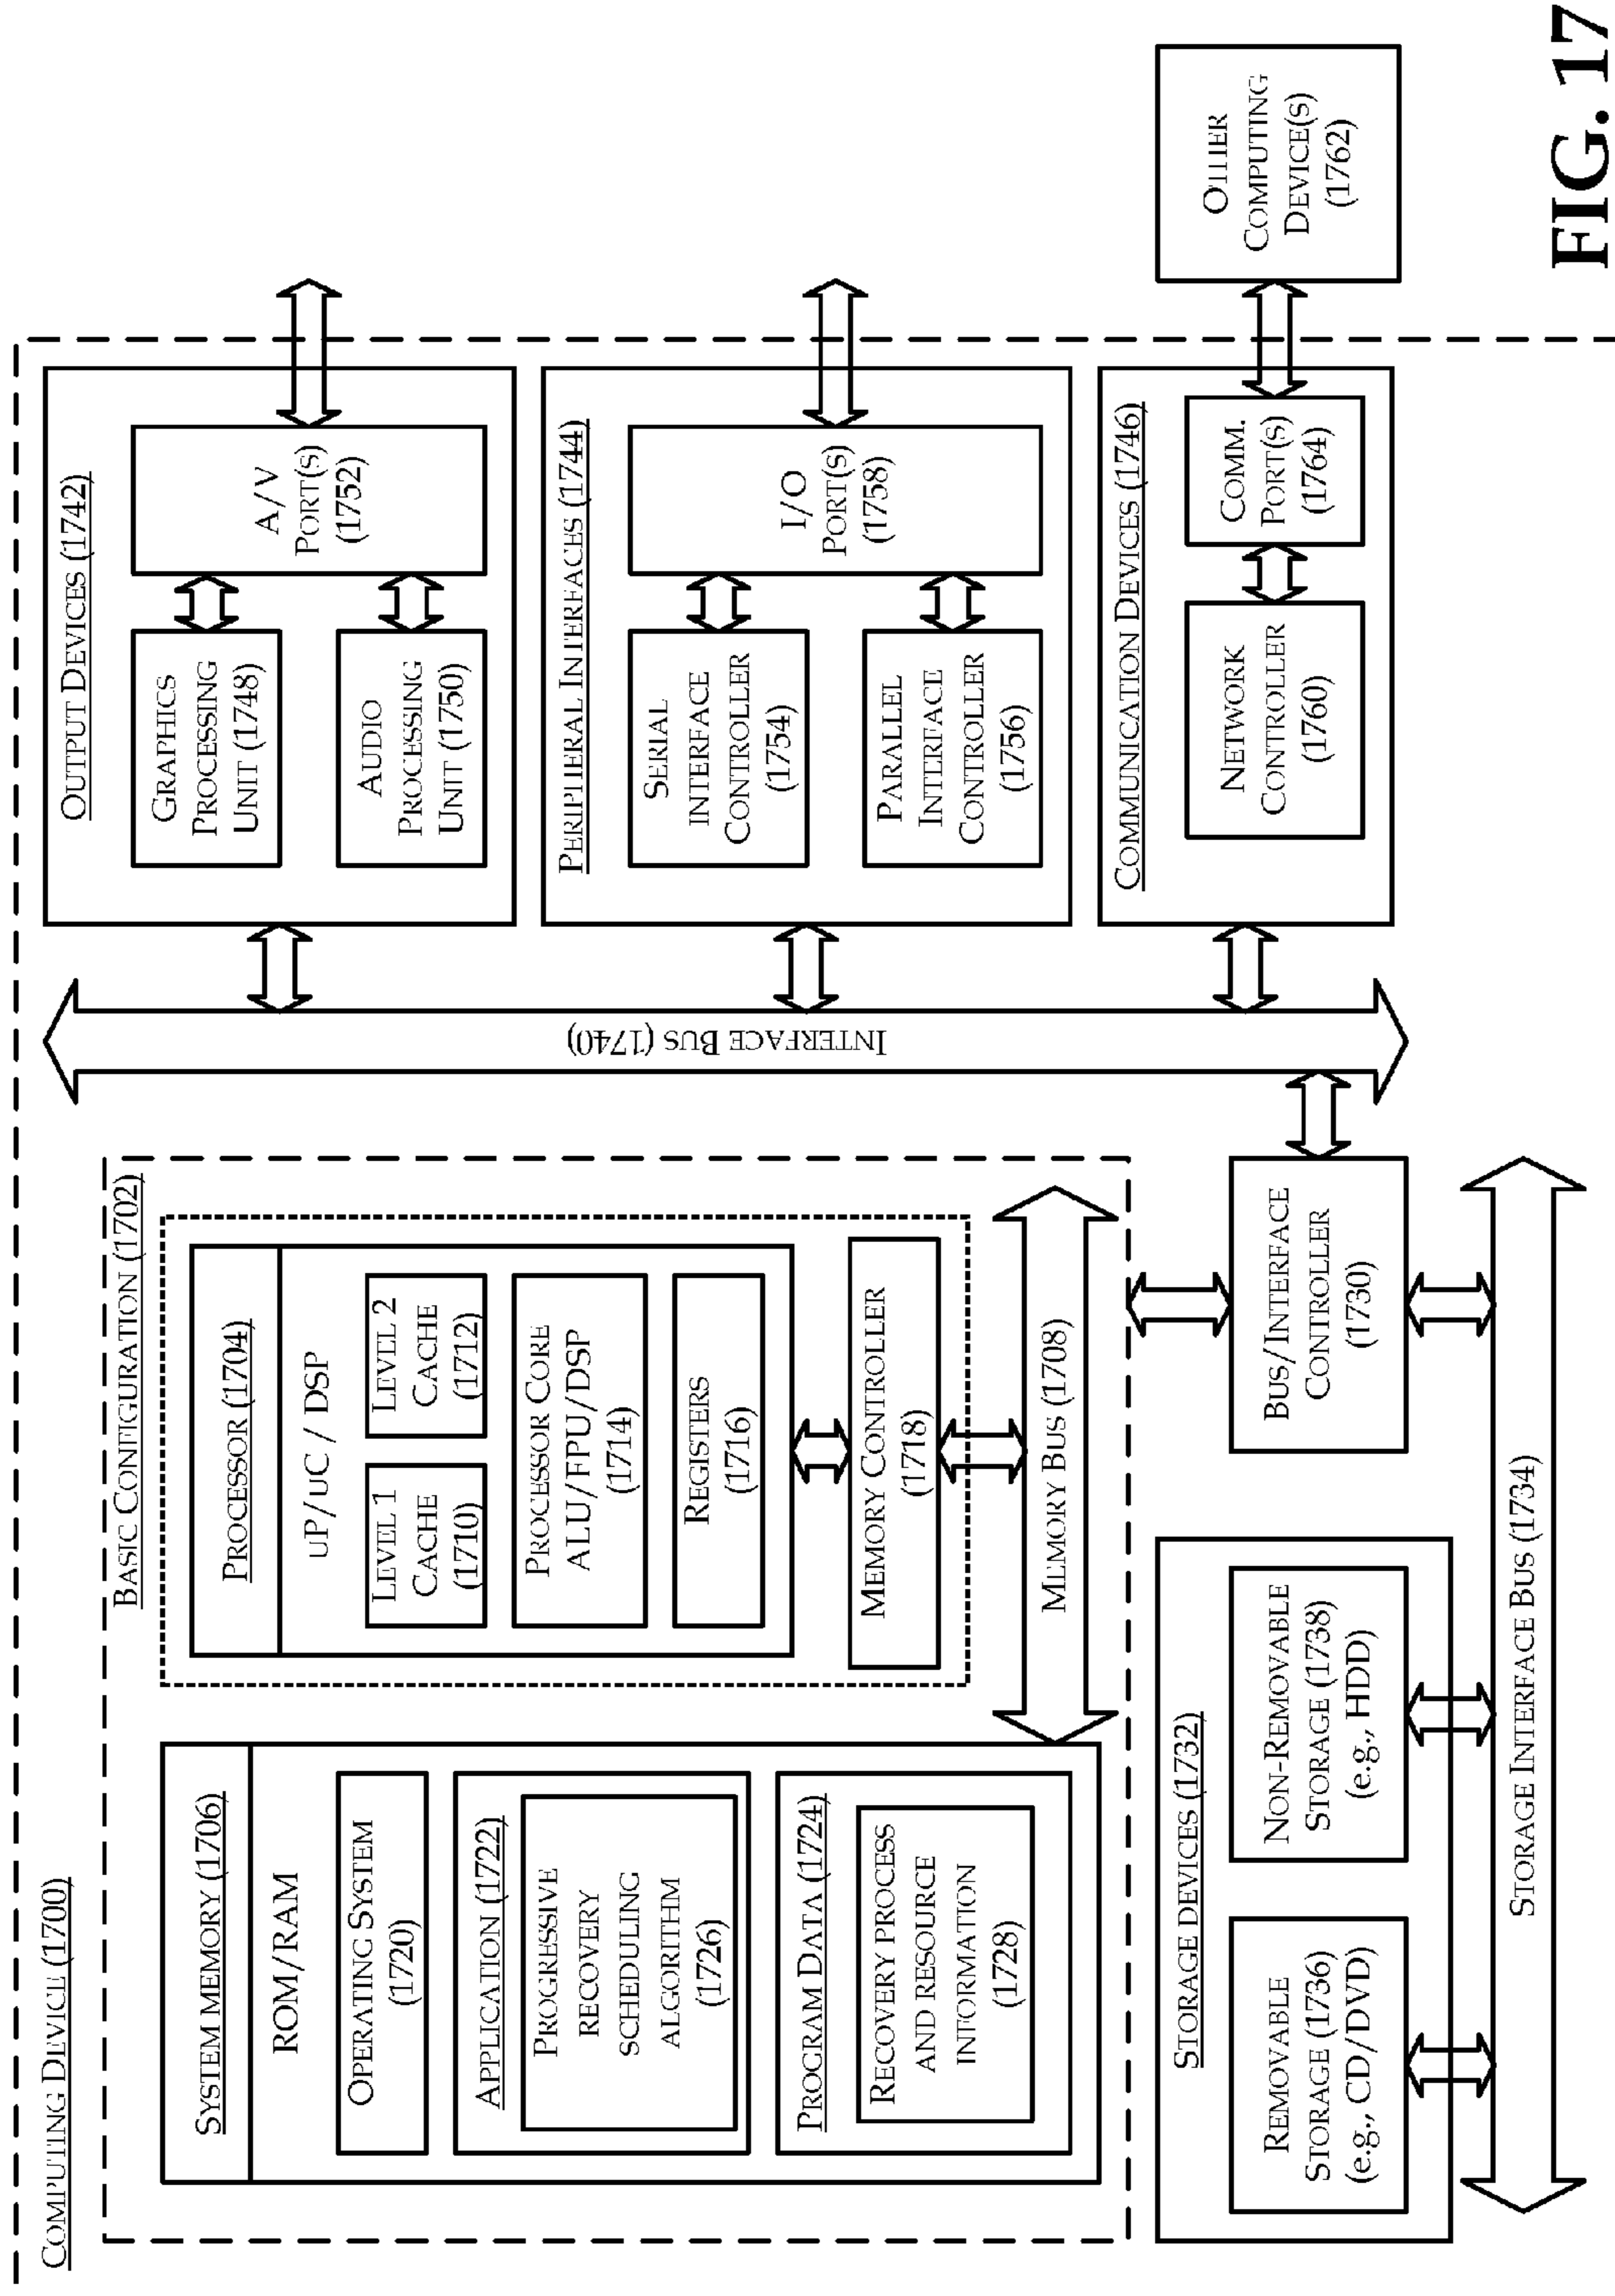 COMPUTING DEVICE (1700)
BASIC CONFIGURATION (1702)
SYSTEM MEMORY (1706)
ROM/RAM
OPERATING SYSTEM
(1720)
APPLICATION (1722)
PROGRESSIVE
RECOVERY
SCHEDULING
ALGORITHM
(1726)
PROGRAM DATA (1724)
RECOVERY PROCESS
AND RESOURCE
INFORMATION
(1728)
PROCESSOR (1704)
uP/uC / DSP
LEVEL 1
CACHE
(1710)
LEVEL 2
CACHE
(1712)
PROCESSOR CORE
ALU/FPU/DSP
(1714)
REGISTERS
(1716)
MEMORY CONTROLLER
(1718)
MEMORY BUS (1708)
STORAGE DEVICES (1732)
REMOVABLE
STORAGE (1736)
(e.g., CD/DVD)
NON-REMOVABLE
STORAGE (1738)
(e.g., HDD)
BUS/INTERFACE
CONTROLLER
(1730)
STORAGE INTERFACE BUS (1734)
INTERFACE BUS (1740)
OUTPUT DEVICES (1742)
GRAPHICS
PROCESSING
UNIT (1748)
AUDIO
PROCESSING
UNIT (1750)
A/V
PORT(S)
(1752)
PERIPHERAL INTERFACES (1744)
SERIAL
INTERFACE
CONTROLLER
(1754)
PARALLEL
INTERFACE
CONTROLLER
(1756)
I/O
PORT(S)
(1758)
COMMUNICATION DEVICES (1746)
NETWORK
CONTROLLER
(1760)
COMM.
PORT(S)
(1764)
OTHER
COMPUTING
DEVICE(S)
(1762)
FIG. 17